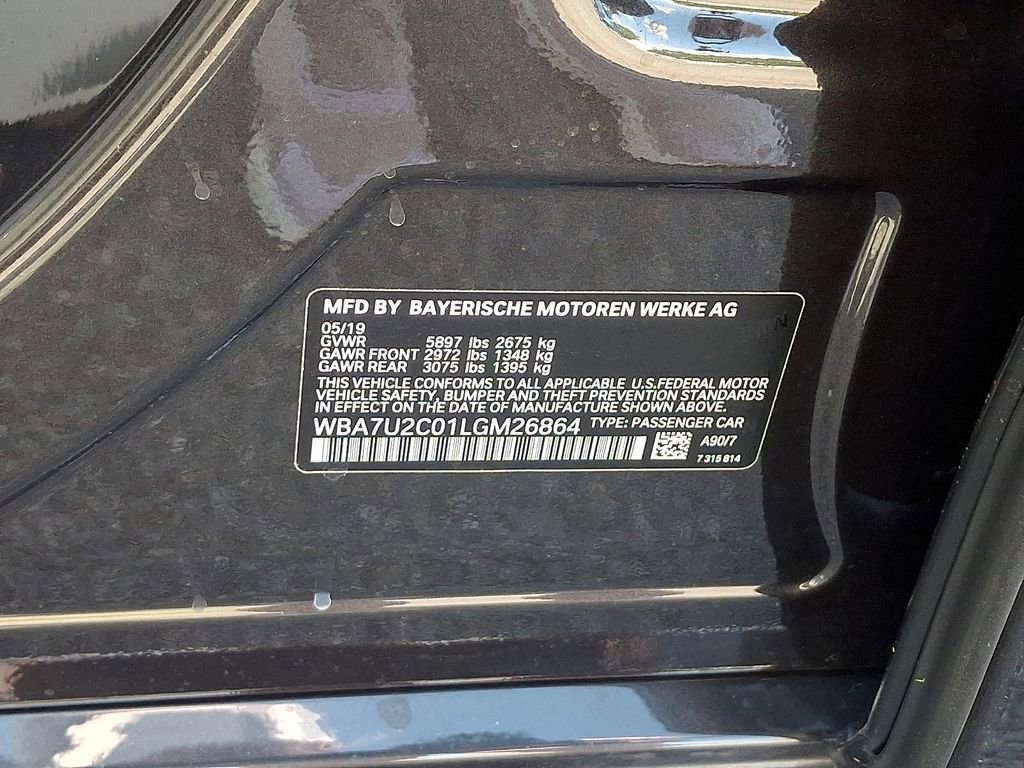 MFD BY BAYERISCHE MOTOREN WERKE AG
05/19
GVWR 5897 lbs 2675 kg
GAWR FRONT 2972 lbs 1348 kg
GAWR REAR 3075 lbs 1395 kg
THIS VEHICLE CONFORMS TO ALL APPLICABLE U.S.FEDERAL MOTOR
VEHICLE SAFETY, BUMPER AND THEFT PREVENTION STANDARDS
IN EFFECT ON THE DATE OF MANUFACTURE SHOWN ABOVE.
WBA7U2C01LGM26864 TYPE: PASSENGER CAR
A90/7
7 315 814